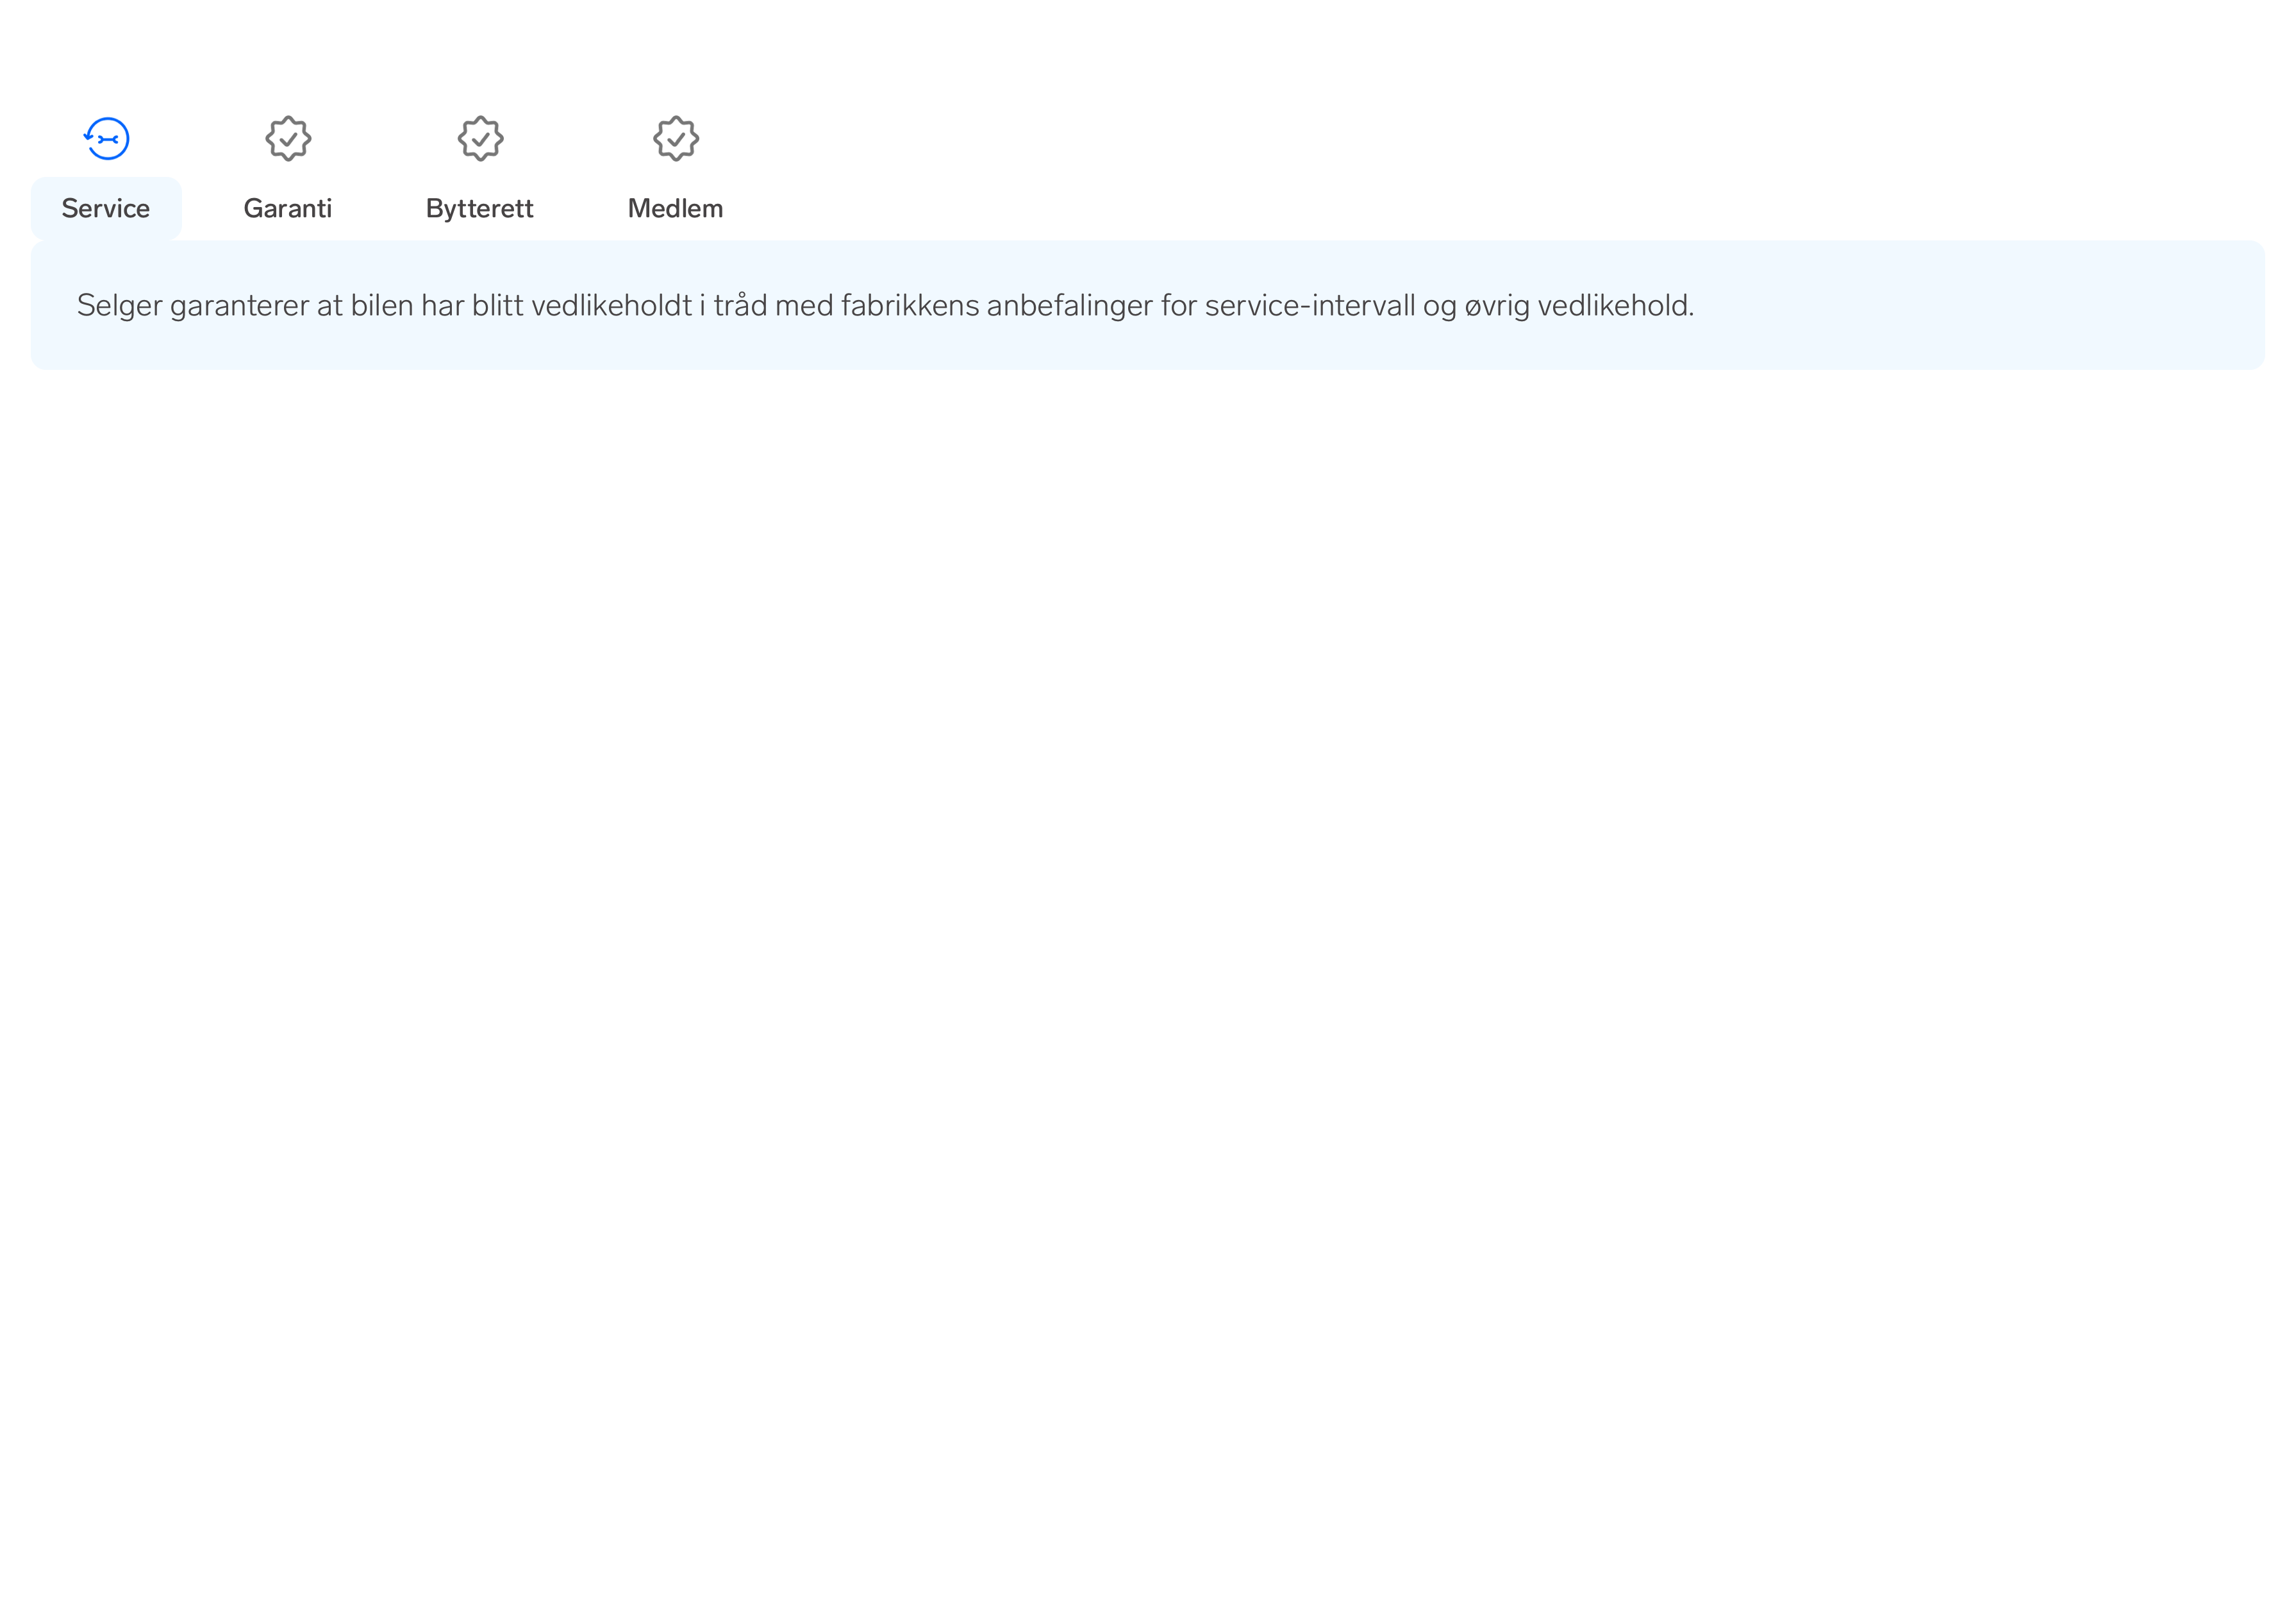 Service
Garanti
Bytterett
Medlem
Selger garanterer at bilen har blitt vedlikeholdt i tråd med fabrikkens anbefalinger for service-intervall og øvrig vedlikehold.